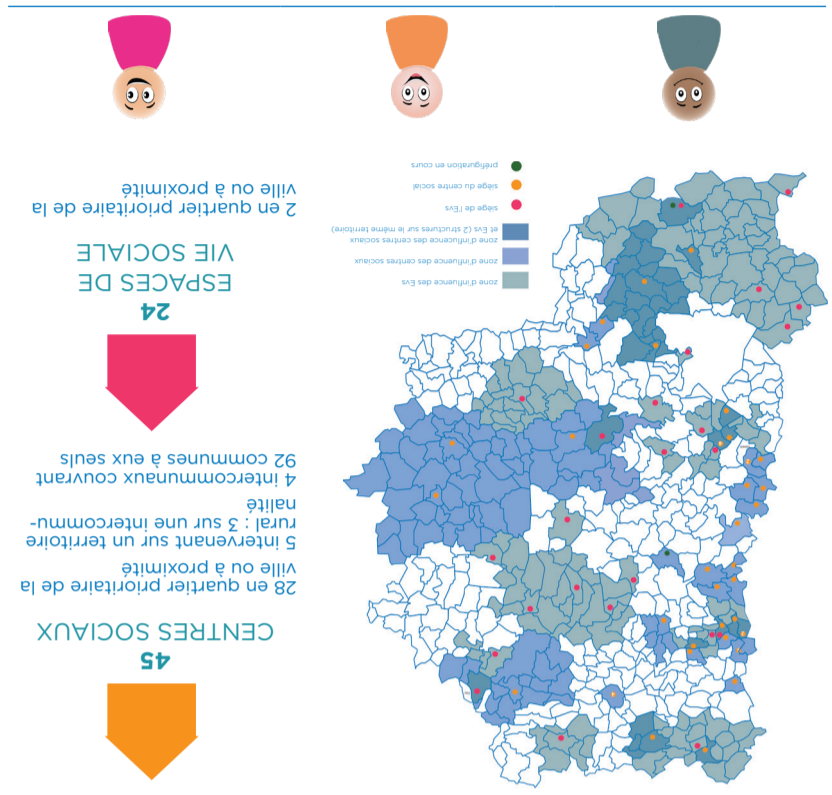 45
CENTRES SOCIAUX
28 en quartier prioritaire de la
ville ou à proximité
5 intervenant sur un territoire
rural : 3 sur une intercommu-
nalité
4 intercommunaux couvrant
92 communes à eux seuls
24
ESPACES DE
VIE SOCIALE
2 en quartier prioritaire de la
ville ou à proximité
zone d'influence des Evs
zone d'influence des centres sociaux
zone d'influence des centres sociaux
et Evs (2 structures sur le même territoire)
siège de l'Evs
siège du centre social
préfiguration en cours